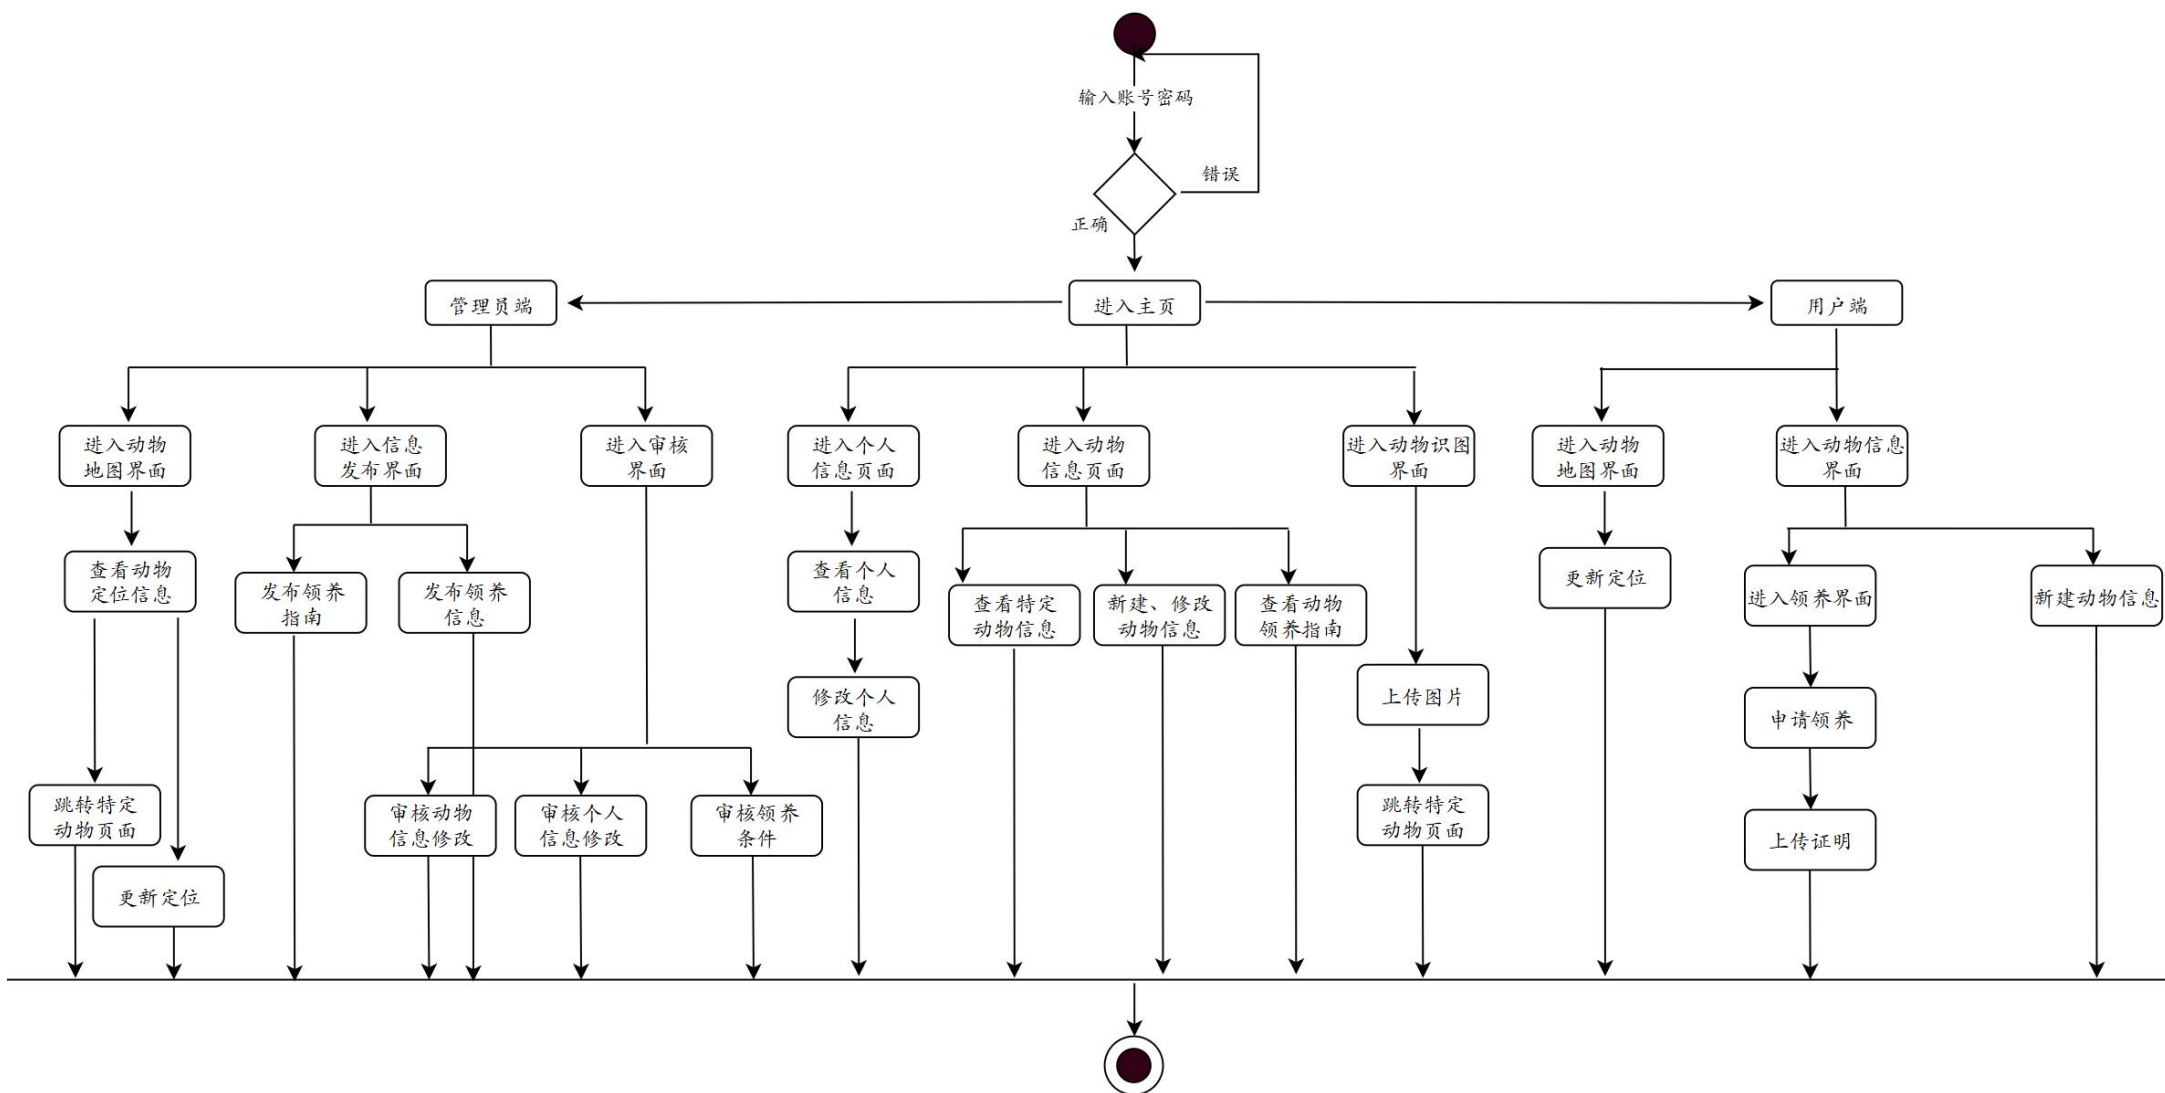 输入账号密码
错误
正确
管理员端
进入主页
用户端
进入动物
地图界面
进入信息
发布界面
进入审核
界面
进入个人
信息页面
进入动物
信息页面
进入动物识图
界面
进入动物
地图界面
进入动物信息
界面
查看动物
定位信息
发布领养
指南
发布领养
信息
查看个人
信息
查看特定
动物信息
新建、修改
动物信息
查看动物
领养指南
更新定位
进入领养界面
新建动物信息
修改个人
信息
上传图片
申请领养
跳转特定
动物页面
审核动物
信息修改
审核个人
信息修改
审核领养
条件
跳转特定
动物页面
上传证明
更新定位